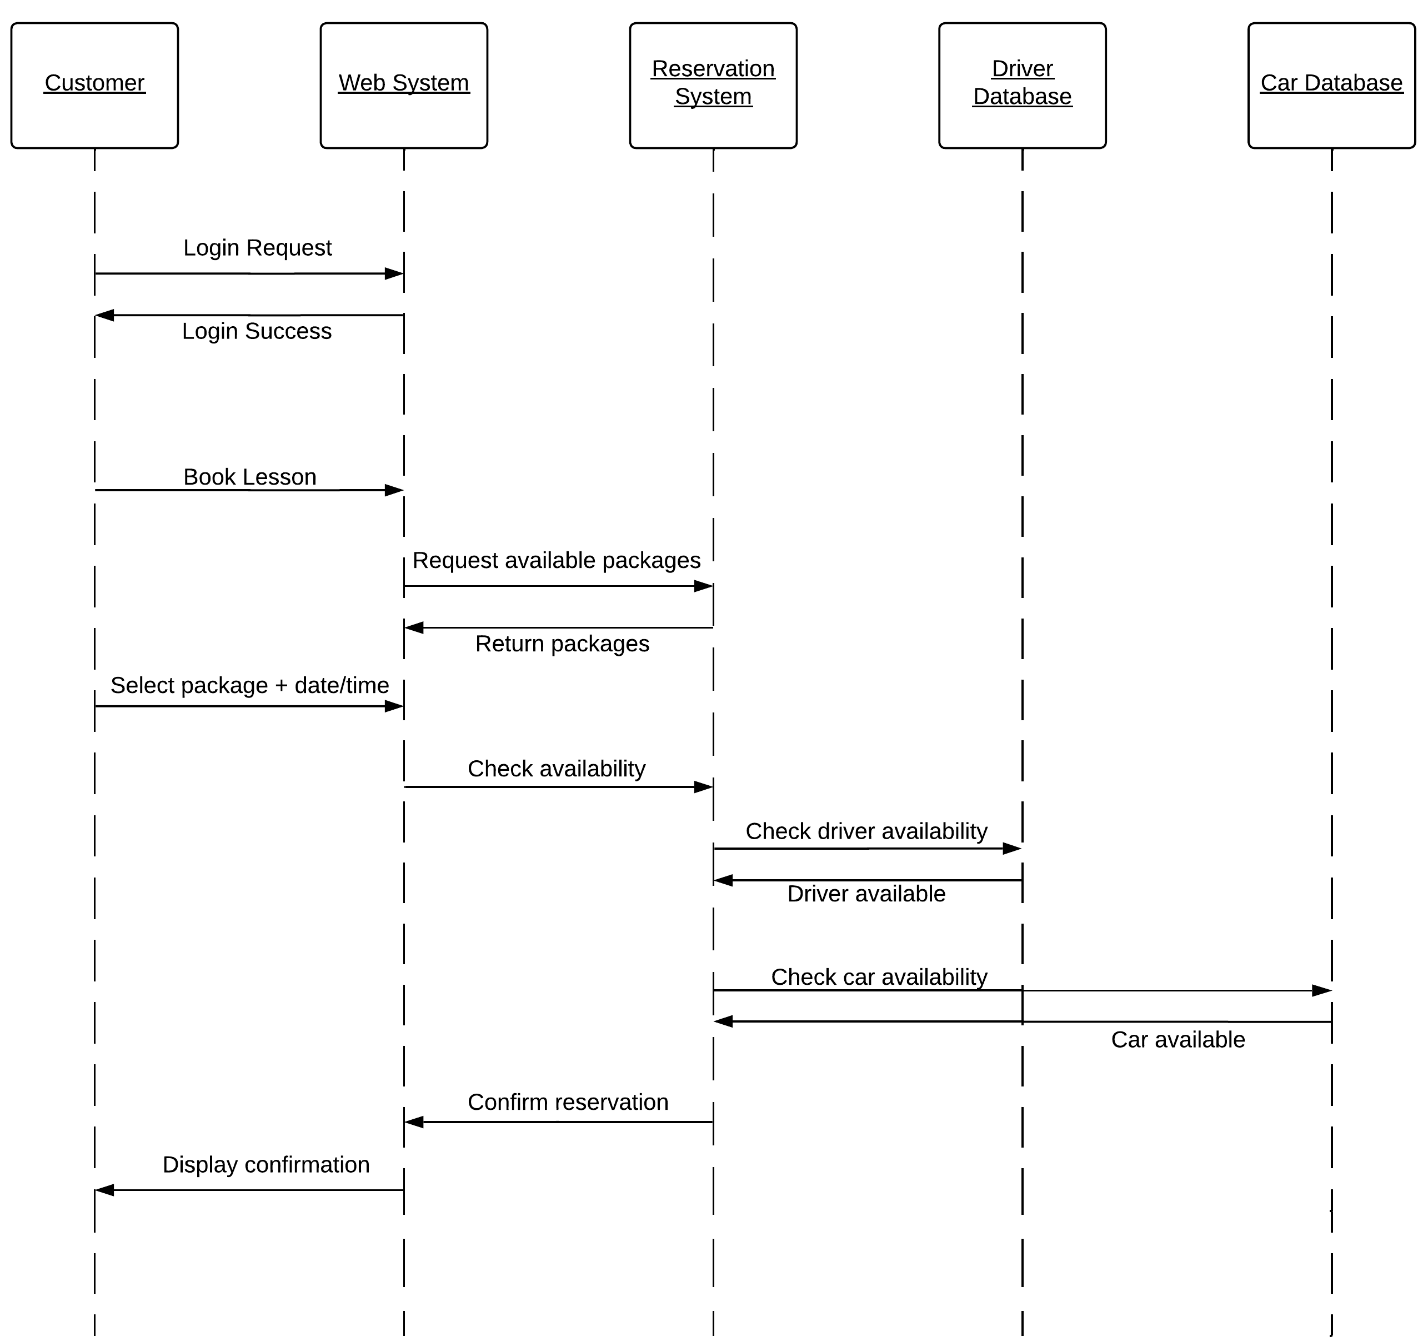 Customer
Web System
Reservation
System
Driver
Database
Car Database
Login Request
Login Success
Book Lesson
Request available packages
Return packages
Select package + date/time
Check availability
Check driver availability
Driver available
Check car availability
Car available
Confirm reservation
Display confirmation